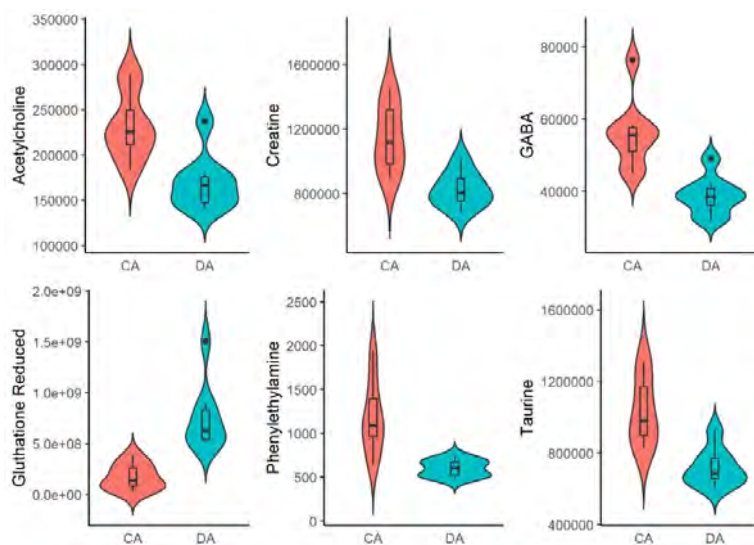 Acetylcholine
350000
300000
250000
200000
150000
100000
CA DA
Creatine
1600000
1200000
800000
CA DA
GABA
80000
60000
40000
CA DA
Gluthatione Reduced
2.0e+09
1.5e+09
1.0e+09
5.0e+08
0.0e+00
CA DA
Phenylethylamine
2500
2000
1500
1000
500
0
CA DA
Taurine
1600000
1200000
800000
400000
CA DA